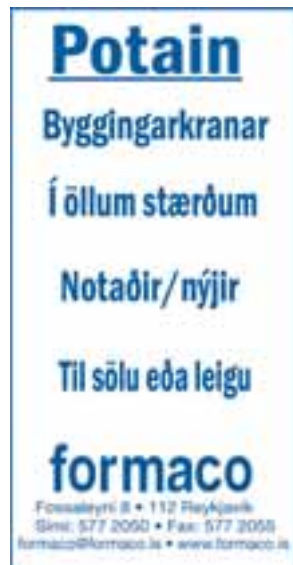 Potain
Byggingarkranar
Í öllum stærðum
Notaðir/nýjir
Til sölu eða leigu
formaco
Fossaleyni 8 • 112 Reykjavík
Sími: 577 2050 • Fax: 577 2055
formaco@formaco.is • www.formaco.is